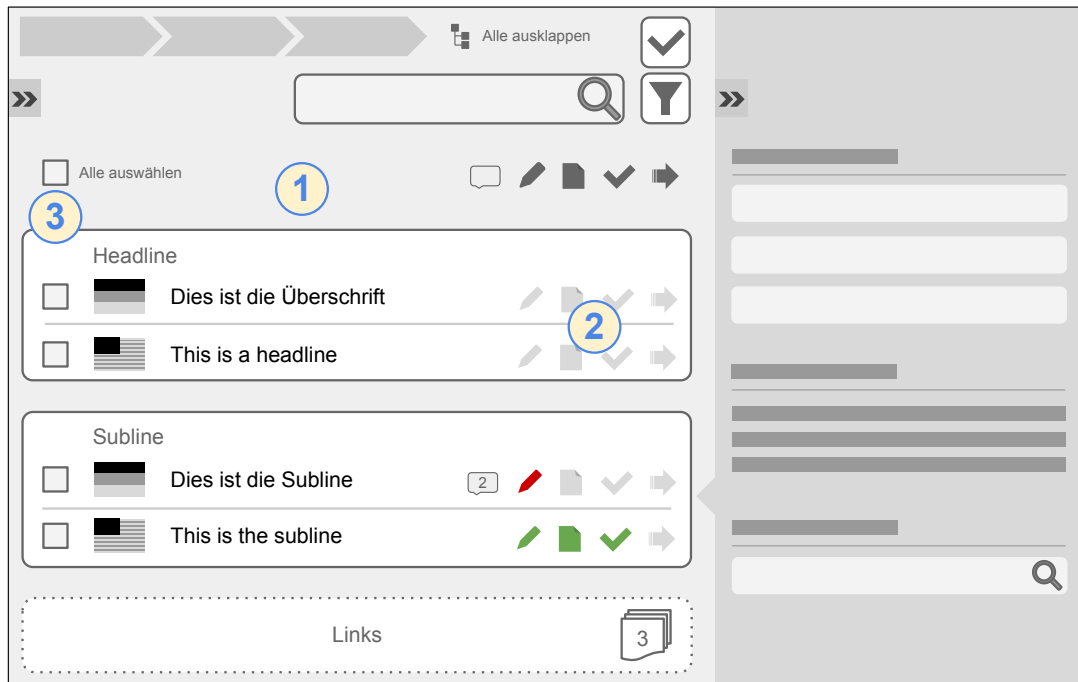 Alle ausklappen
Alle auswählen
1
3
Headline
Dies ist die Überschrift
2
This is a headline
Subline
Dies ist die Subline
2
This is the subline
Links
3